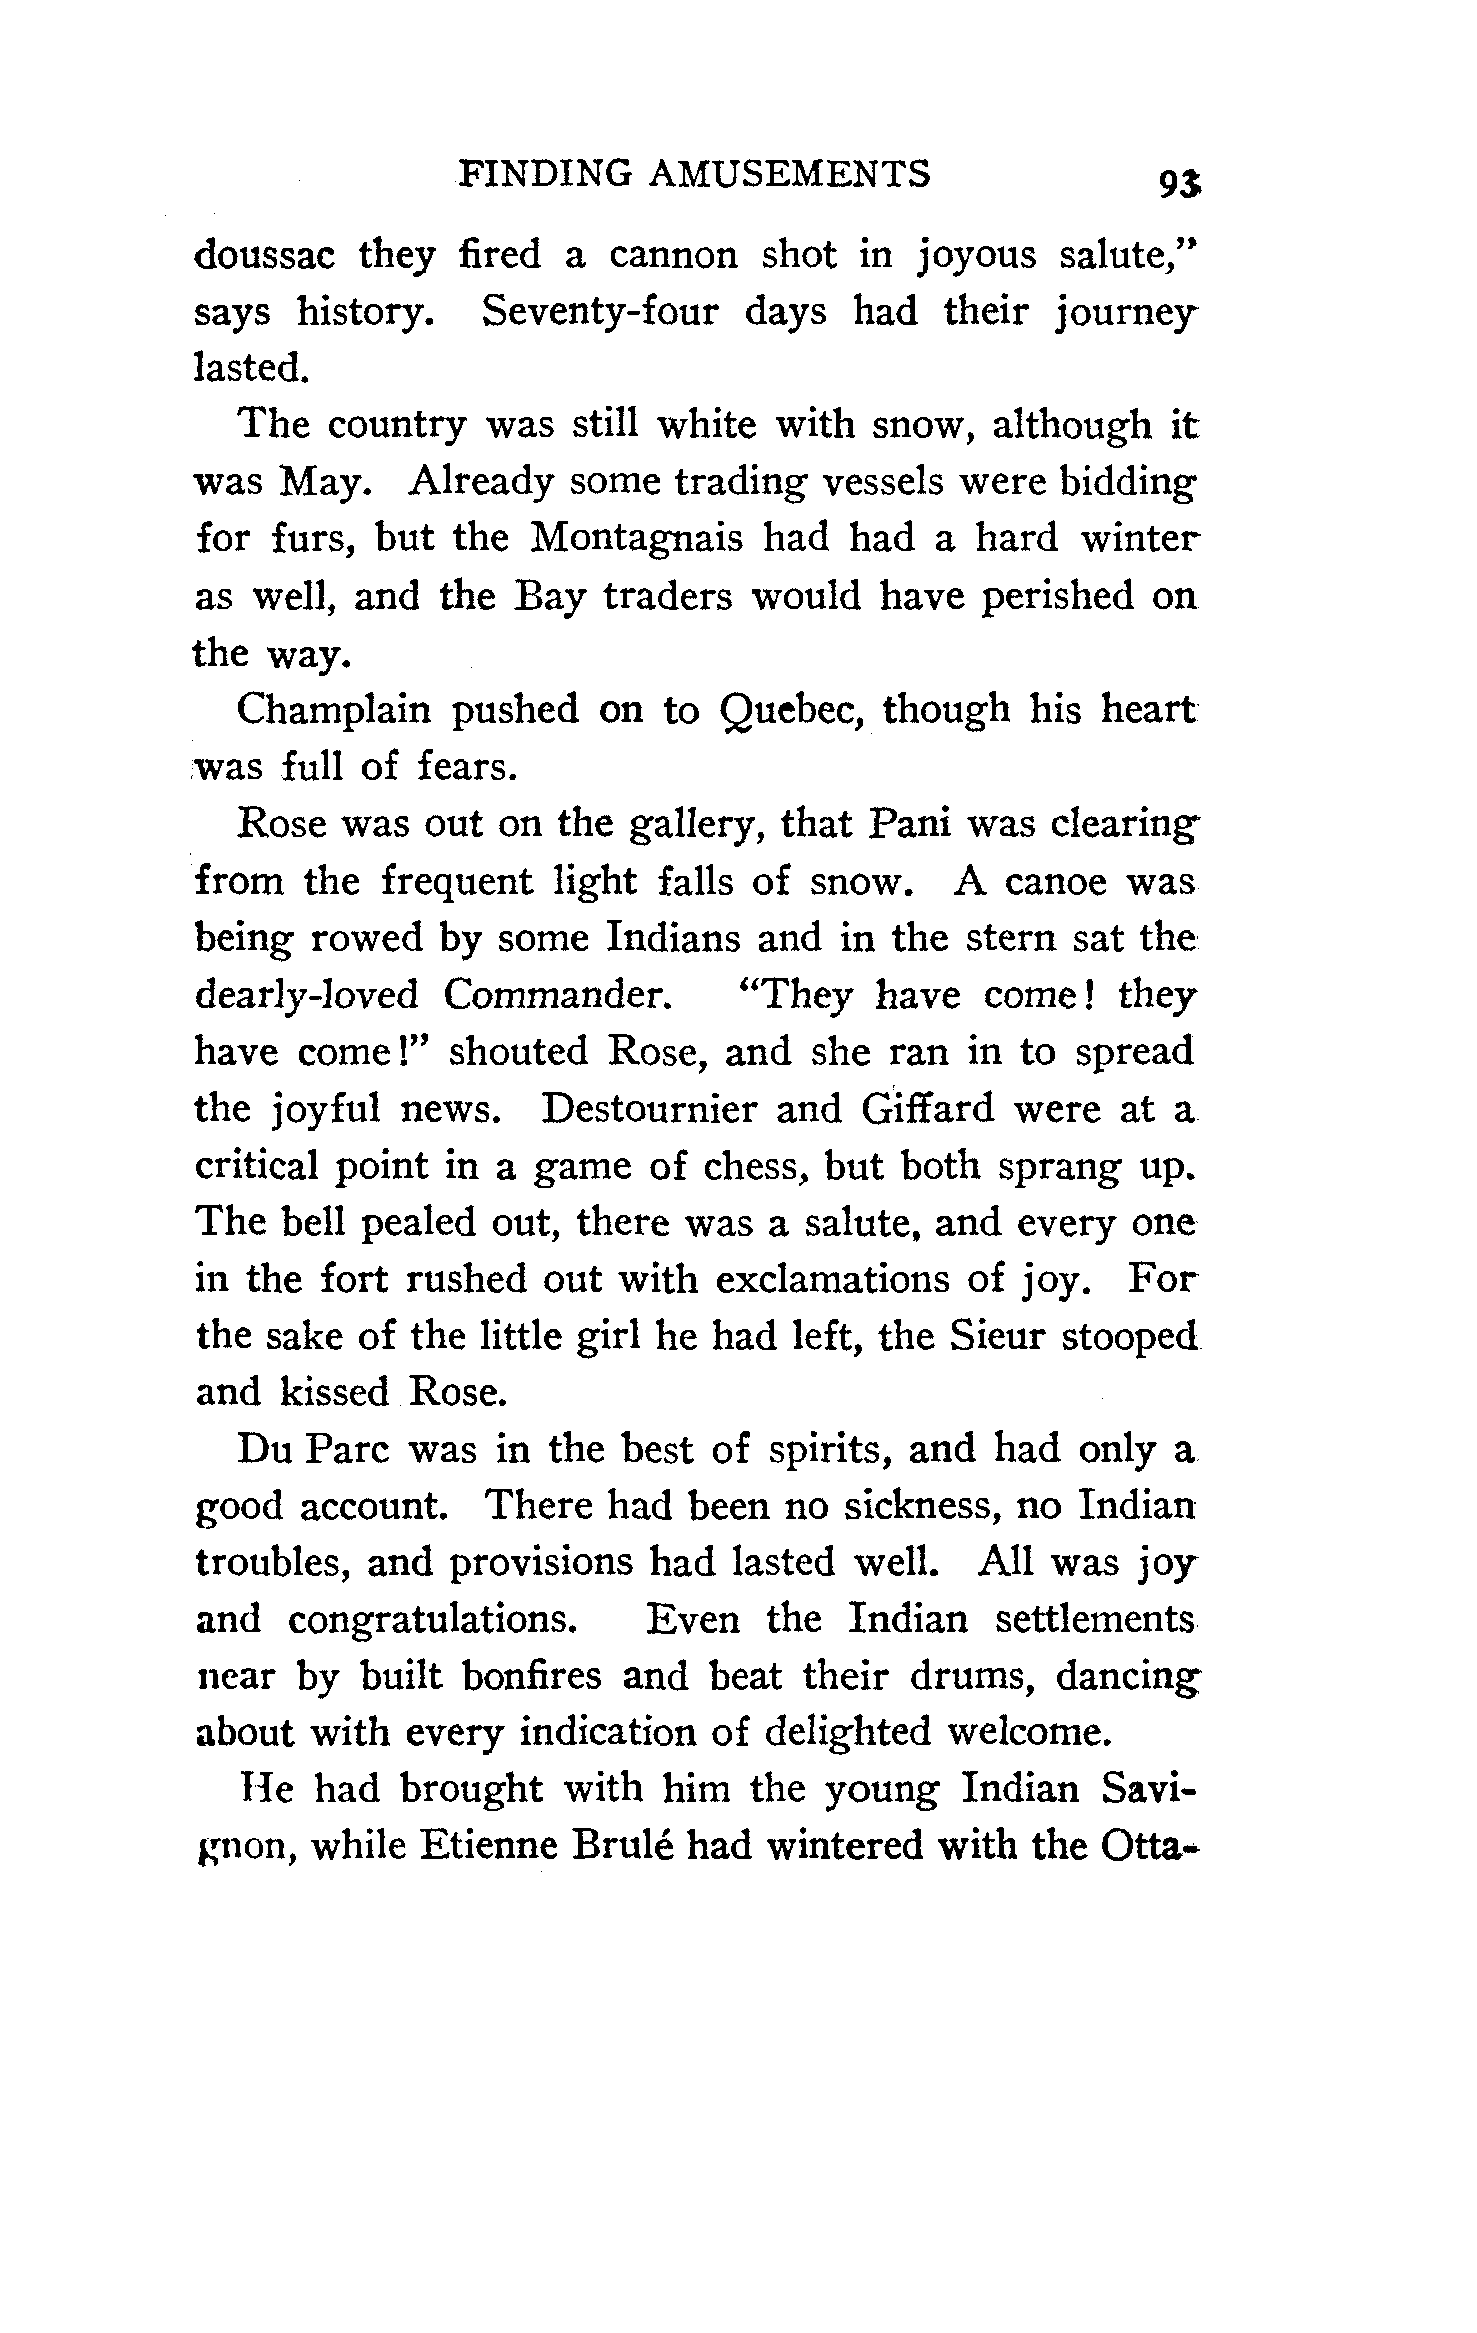 FINDING AMUSEMENTS 93
doussac they fired a cannon shot in joyous salute,”
says history. Seventy-four days had their journey
lasted.
The country was still white with snow, although it
was May. Already some trading vessels were bidding
for furs, but the Montagnais had had a hard winter
as well, and the Bay traders would have perished on
the way.
Champlain pushed on to Quebec, though his heart
was full of fears.
Rose was out on the gallery, that Pani was clearing
from the frequent light falls of snow. A canoe was
being rowed by some Indians and in the stern sat the
dearly-loved Commander. “They have come! they
have come!” shouted Rose, and she ran in to spread
the joyful news. Destournier and Giffard were at a
critical point in a game of chess, but both sprang up.
The bell pealed out, there was a salute, and every one
in the fort rushed out with exclamations of joy. For
the sake of the little girl he had left, the Sieur stooped
and kissed Rose.
Du Parc was in the best of spirits, and had only a
good account. There had been no sickness, no Indian
troubles, and provisions had lasted well. All was joy
and congratulations. Even the Indian settlements
near by built bonfires and beat their drums, dancing
about with every indication of delighted welcome.
He had brought with him the young Indian Savi-
gnon, while Etienne Brulé had wintered with the Otta-